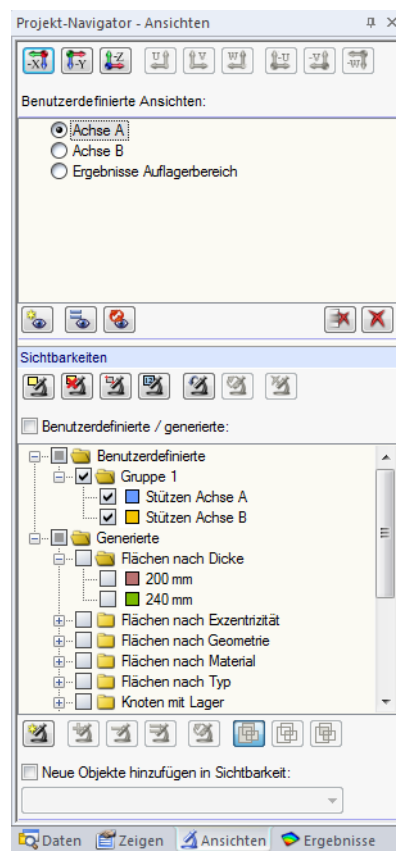 Projekt-Navigator - Ansichten
-X -Y -Z U V W -U -V -W
Benutzerdefinierte Ansichten:
Achse A
Achse B
Ergebnisse Auflagerbereich
Sichtbarkeiten
Benutzerdefinierte / generierte:
Benutzerdefinierte
Gruppe 1
Stützen Achse A
Stützen Achse B
Generierte
Flächen nach Dicke
200 mm
240 mm
Flächen nach Exzentrizität
Flächen nach Geometrie
Flächen nach Material
Flächen nach Typ
Knoten mit Lager
Neue Objekte hinzufügen in Sichtbarkeit:
Daten Zeigen Ansichten Ergebnisse